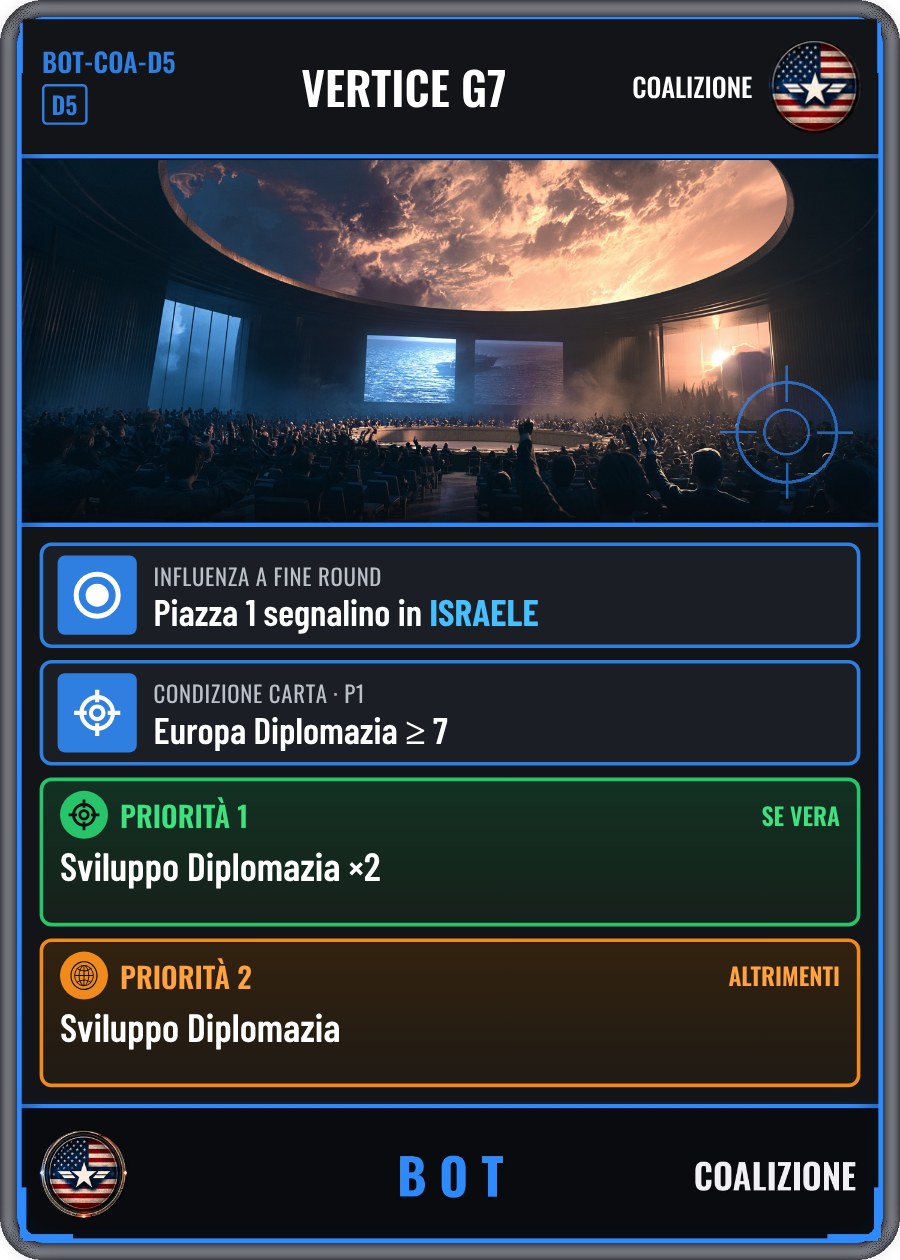 BOT-COA-D5
D5
VERTICE G7
COALIZIONE
INFLUENZA A FINE ROUND
Piazza 1 segnalino in ISRAELE
CONDIZIONE CARTA · P1
Europa Diplomazia ≥ 7
PRIORITÀ 1
SE VERA
Sviluppo Diplomazia ×2
PRIORITÀ 2
ALTRIMENTI
Sviluppo Diplomazia
BOT
COALIZIONE